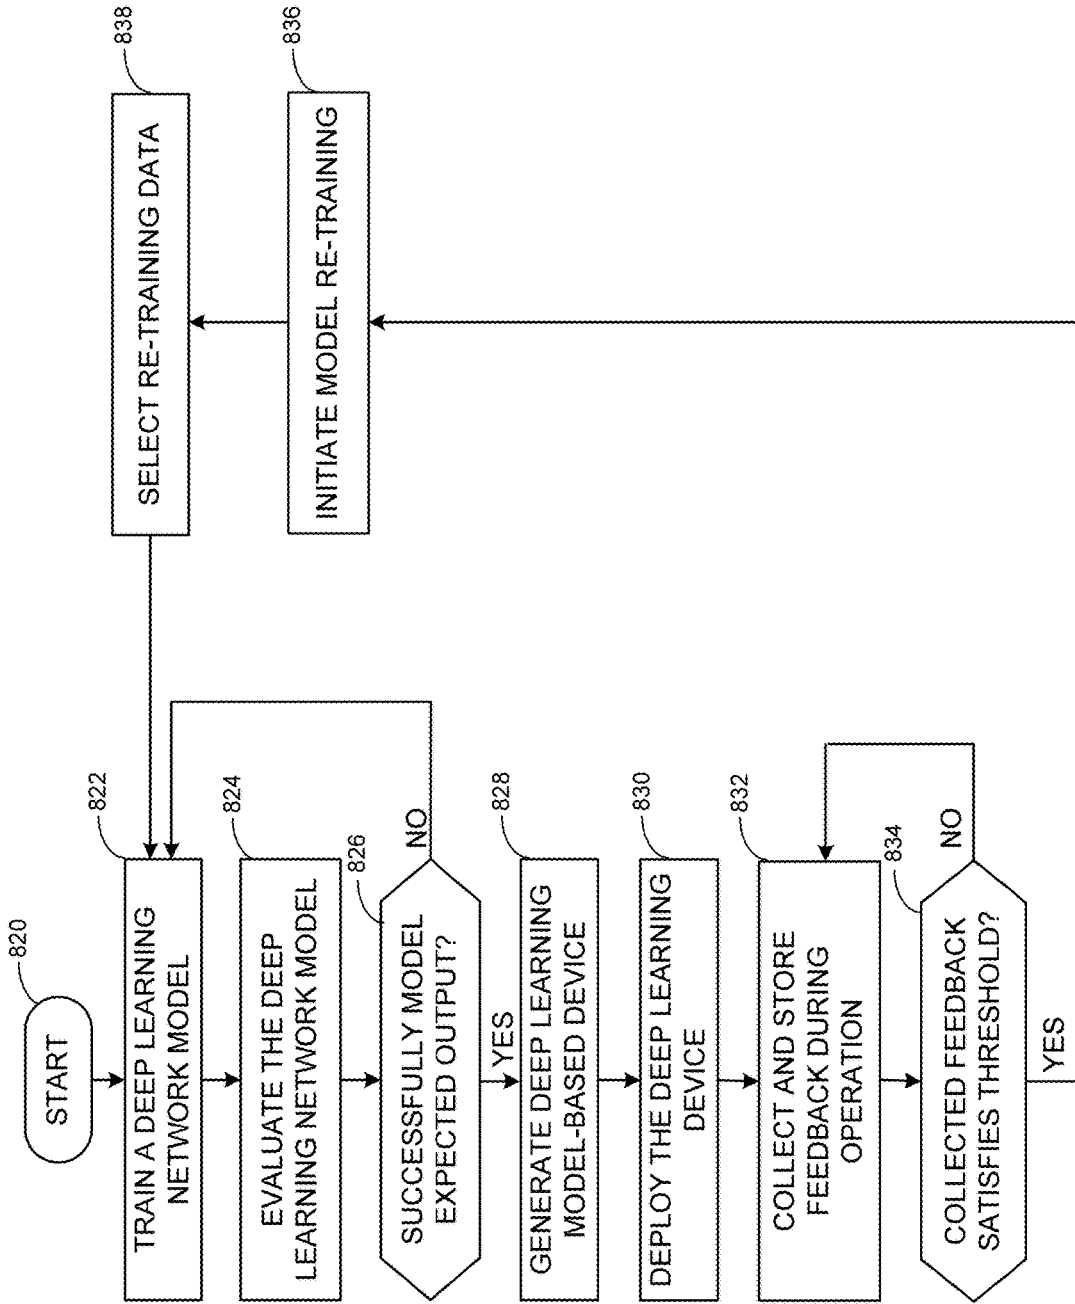 820
START
822
TRAIN A DEEP LEARNING
NETWORK MODEL
824
EVALUATE THE DEEP
LEARNING NETWORK MODEL
826
SUCCESSFULLY MODEL
EXPECTED OUTPUT?
NO
YES
828
GENERATE DEEP LEARNING
MODEL-BASED DEVICE
830
DEPLOY THE DEEP LEARNING
DEVICE
832
COLLECT AND STORE
FEEDBACK DURING
OPERATION
834
COLLECTED FEEDBACK
SATISFIES THRESHOLD?
NO
YES
836
INITIATE MODEL RE-TRAINING
838
SELECT RE-TRAINING DATA